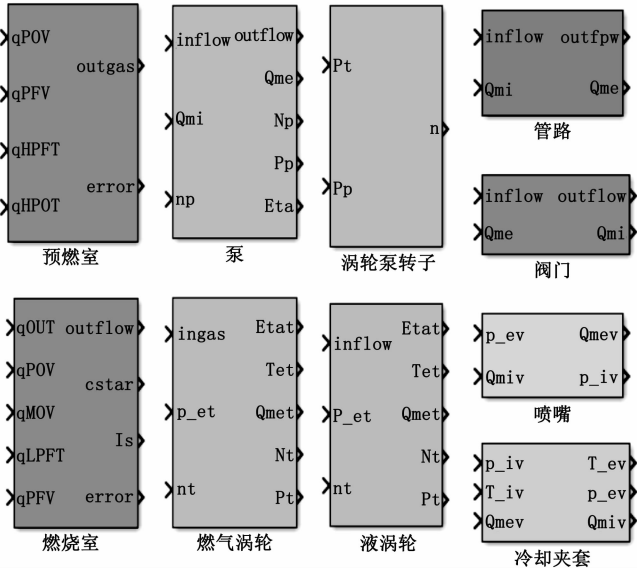 qPOV
qPFV
qHPFT
qHPOT
outgas
error
预燃室
inflow
Qmi
np
outflow
Qme
Np
Pp
Eta
泵
Pt
Pp
n
涡轮泵转子
inflow
Qmi
outfpw
Qme
管路
inflow
Qme
outflow
Qmi
阀门
qOUT
qPOV
qMOV
qLPFT
qPFV
outflow
cstar
Is
error
燃烧室
ingas
p_et
nt
Etat
Tet
Qmet
Nt
Pt
燃气涡轮
inflow
P_et
nt
Etat
Tet
Qmet
Nt
Pt
液涡轮
p_ev
Qmiv
Qmev
p_iv
喷嘴
p_iv
T_iv
Qmev
T_ev
p_ev
Qmiv
冷却夹套